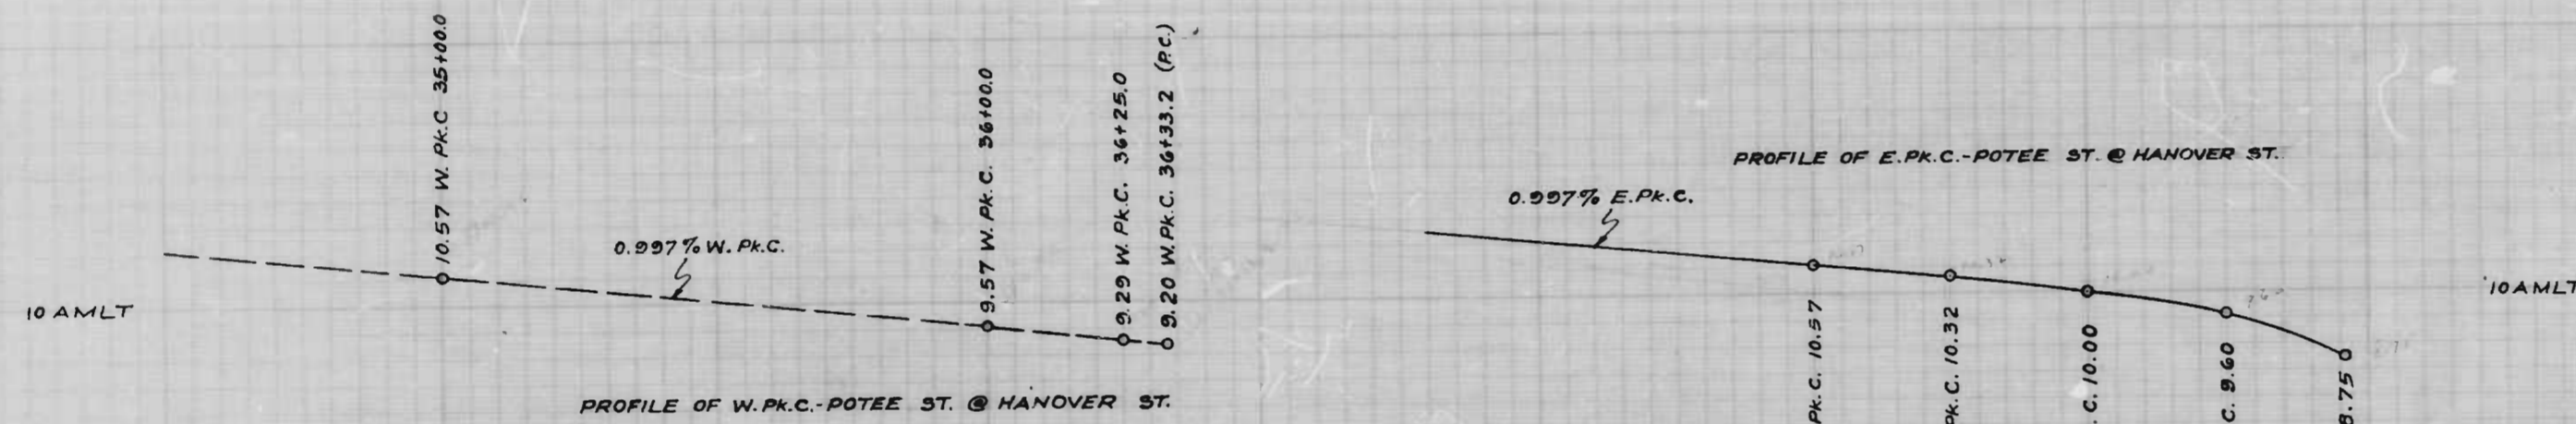 10.57 W. PK.C 35+00.0
9.57 W. PK.C. 36+00.0
9.29 W. PK.C. 36+25.0
9.20 W. PK.C. 36+33.2 (P.C.)
0.997% W. PK.C.
10 AMLT
PROFILE OF W. PK.C.-POTEE ST. @ HANOVER ST.
PROFILE OF E. PK.C.-POTEE ST. @ HANOVER ST.
0.997% E. PK.C.
10 AMLT
PK.C. 10.57
PK.C. 10.32
. C. 10.00
C. 9.60
8.75